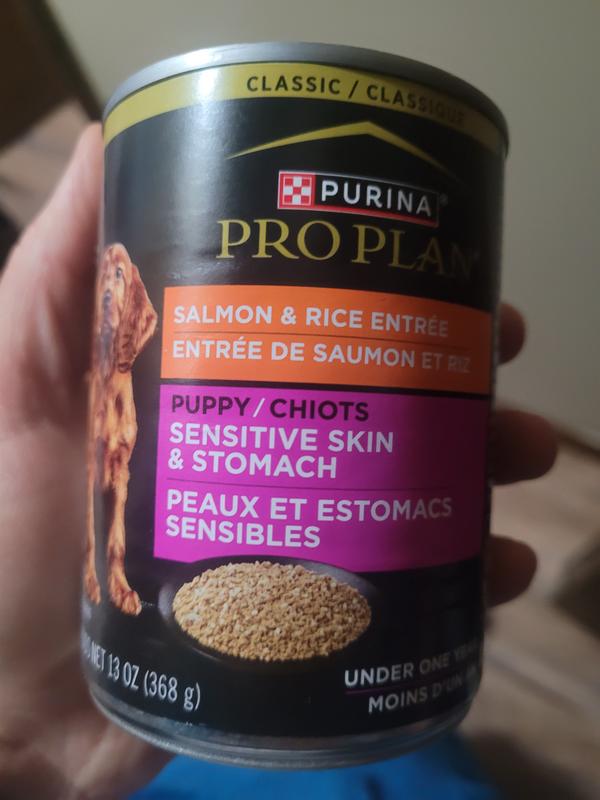 CLASSIC / CLASSIQUE
PURINA®
PRO PLAN®
SALMON & RICE ENTRÉE
ENTRÉE DE SAUMON ET RIZ
PUPPY / CHIOTS
SENSITIVE SKIN
& STOMACH
PEAUX ET ESTOMACS
SENSIBLES
NET 13 OZ (368 g)
UNDER ONE
MOINS D'UN